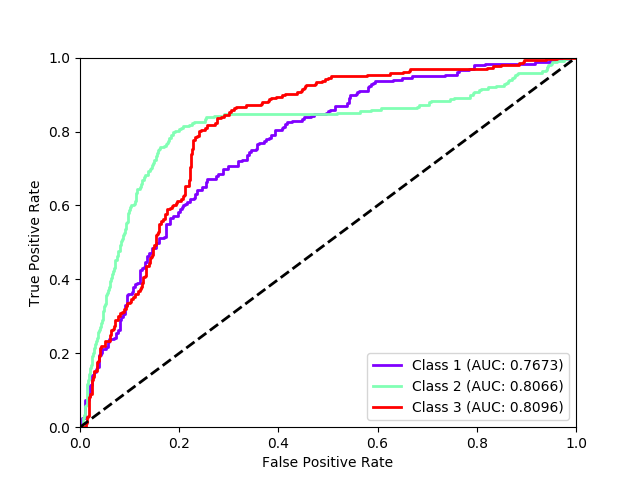 1.0
0.8
0.6
0.4
0.2
0.0
True Positive Rate
0.0 0.2 0.4 0.6 0.8 1.0
False Positive Rate
Class 1 (AUC: 0.7673)
Class 2 (AUC: 0.8066)
Class 3 (AUC: 0.8096)